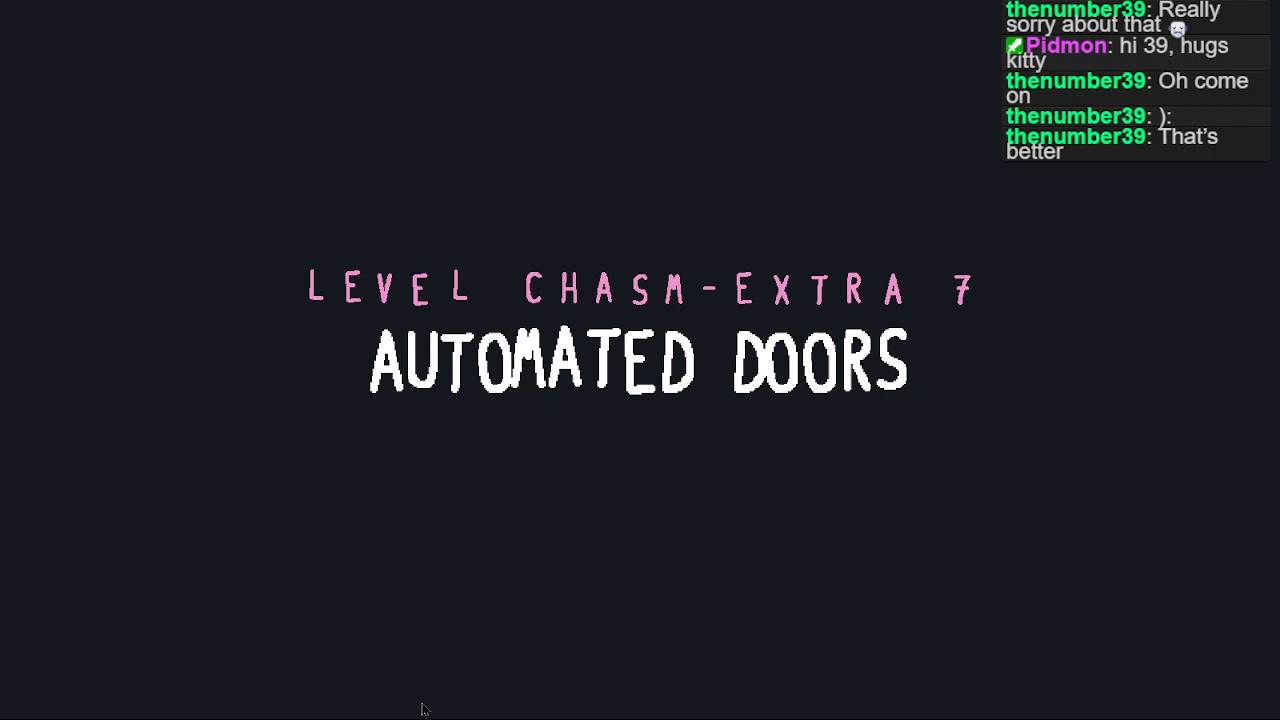 thenumber39: Really
sorry about that
Pidmon: hi 39, hugs
kitty
thenumber39: Oh come
on
thenumber39: ):
thenumber39: That's
better
LEVEL CHASM-EXTRA 7
AUTOMATED DOORS